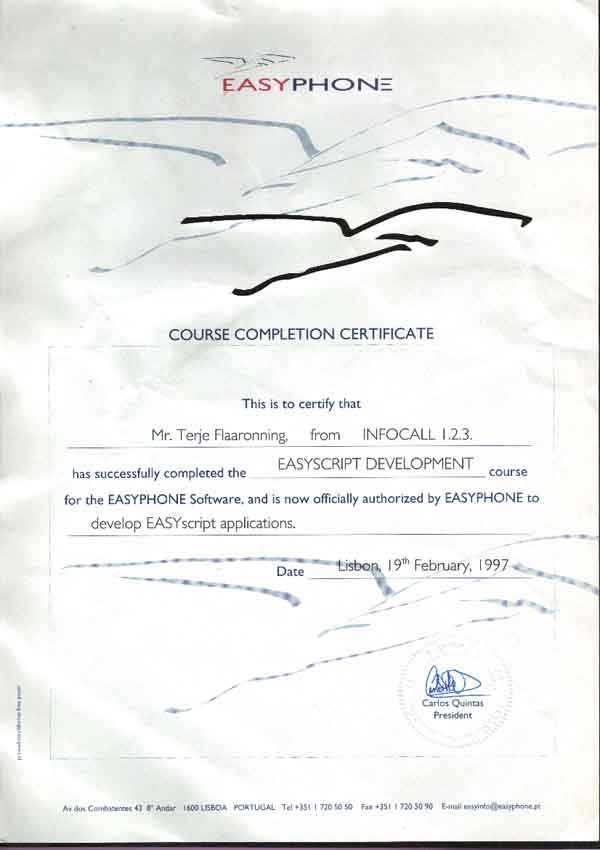 EASYPHONE
COURSE COMPLETION CERTIFICATE
This is to certify that
Mr. Terje Flaaronning, from INFOCALL 1.2.3.
has successfully completed the EASYSCRIPT DEVELOPMENT course
for the EASYPHONE Software, and is now officially authorized by EASYPHONE to
develop EASYscript applications.
Date Lisbon, 19th February, 1997
Carlos Quintas
President
Av dos Combatentes 43 8º Andar 1600 LISBOA PORTUGAL Tel +351 1 720 50 50 Fax +351 1 720 50 90 E-mail easyinfo@easyphone.pt